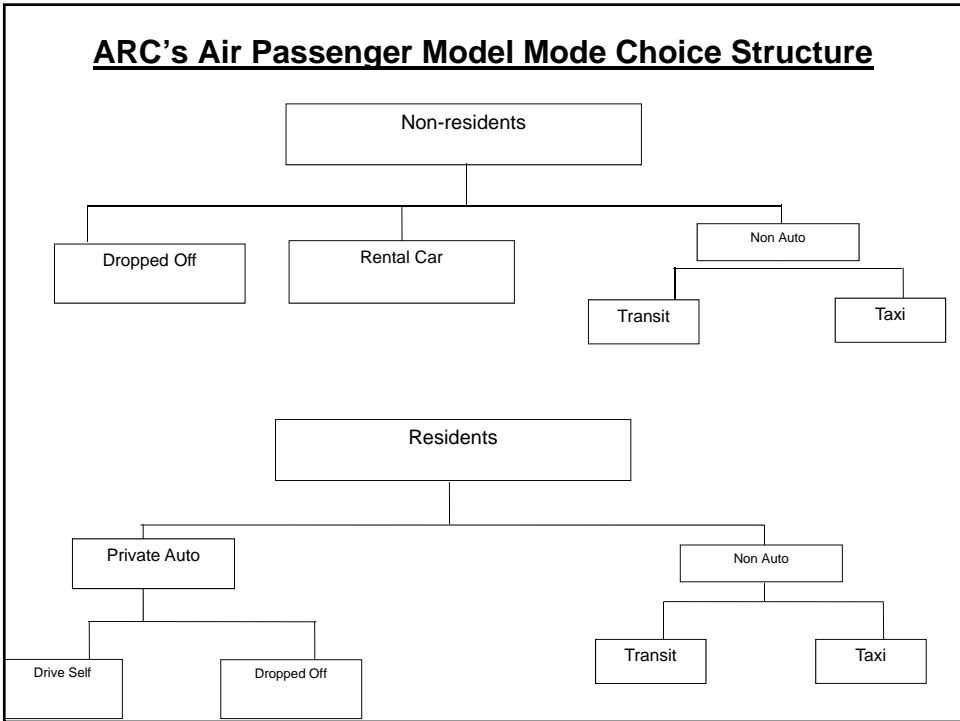 ARC's Air Passenger Model Mode Choice Structure
Non-residents
Dropped Off
Rental Car
Non Auto
Transit
Taxi
Residents
Private Auto
Non Auto
Drive Self
Dropped Off
Transit
Taxi